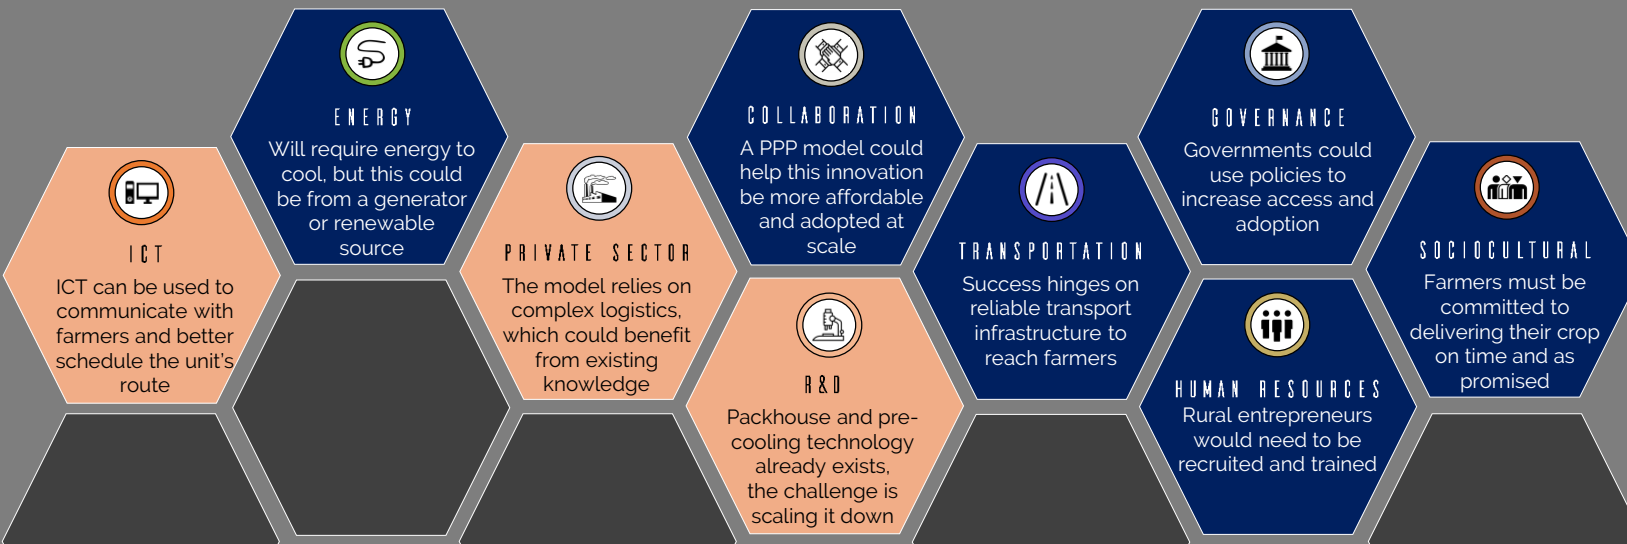 ICT
ICT can be used to
communicate with
farmers and better
schedule the unit's
route
ENERGY
Will require energy to
cool, but this could
be from a generator
or renewable
source
PRIVATE SECTOR
The model relies on
complex logistics,
which could benefit
from existing
knowledge
COLLABORATION
A PPP model could
help this innovation
be more affordable
and adopted at
scale
R&D
Packhouse and pre-
cooling technology
already exists,
the challenge is
scaling it down
TRANSPORTATION
Success hinges on
reliable transport
infrastructure to
reach farmers
GOVERNANCE
Governments could
use policies to
increase access and
adoption
HUMAN RESOURCES
Rural entrepreneurs
would need to be
recruited and trained
SOCIOCULTURAL
Farmers must be
committed to
delivering their crop
on time and as
promised